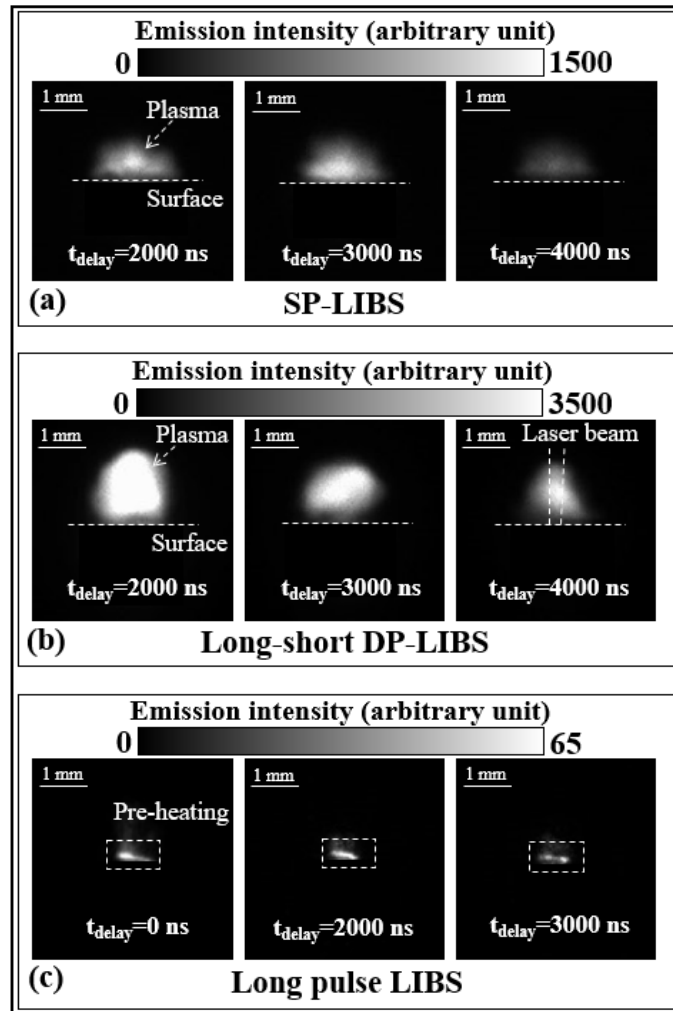 Emission intensity (arbitrary unit)
0 1500
1 mm 1 mm 1 mm
Plasma
Surface
t_delay=2000 ns t_delay=3000 ns t_delay=4000 ns
(a) SP-LIBS
Emission intensity (arbitrary unit)
0 3500
1 mm Plasma 1 mm 1 mm Laser beam
Surface
t_delay=2000 ns t_delay=3000 ns t_delay=4000 ns
(b) Long-short DP-LIBS
Emission intensity (arbitrary unit)
0 65
1 mm 1 mm 1 mm
Pre-heating
t_delay=0 ns t_delay=2000 ns t_delay=3000 ns
(c) Long pulse LIBS